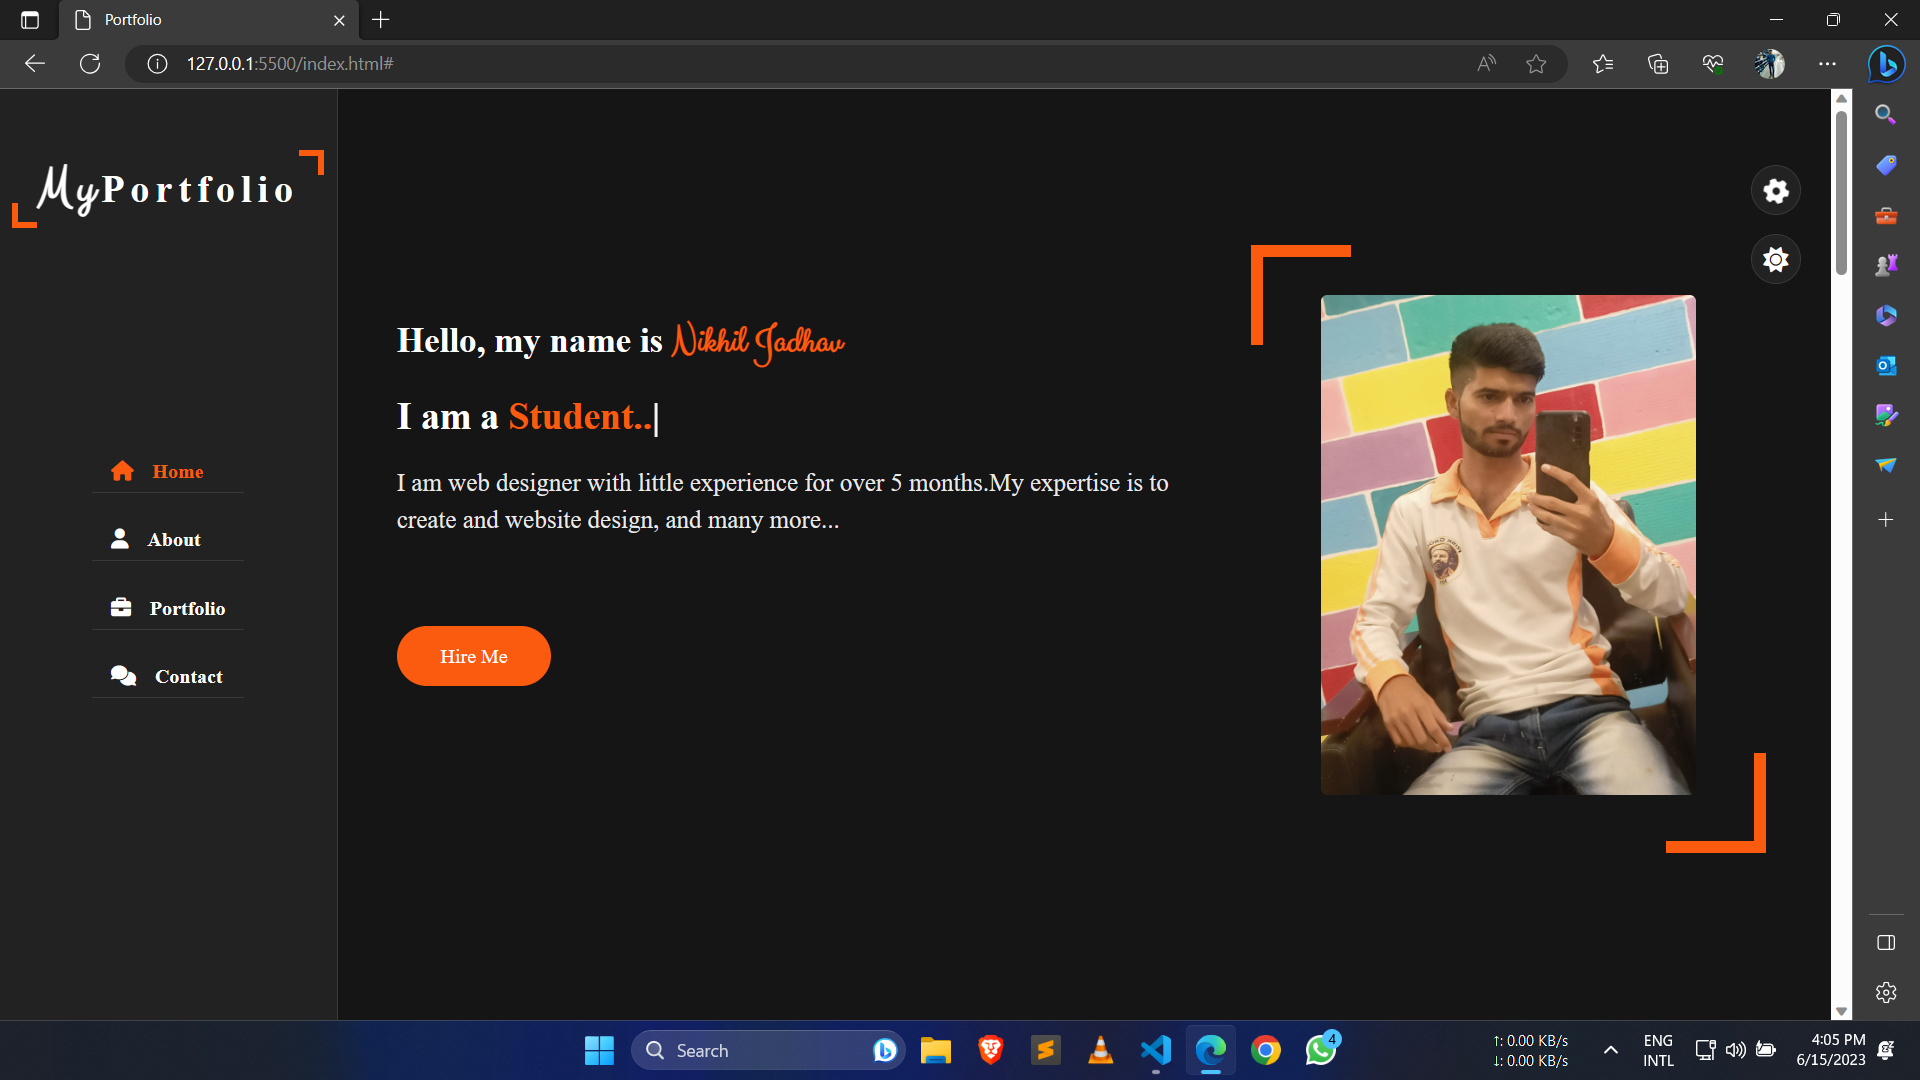 Portfolio
127.0.0.1:5500/index.html#
MyPortfolio
Hello, my name is Nikhil Jadhav
I am a Student..|
I am web designer with little experience for over 5 months.My expertise is to
create and website design, and many more...
Hire Me
Home
About
Portfolio
Contact
Search
4
↑: 0.00 KB/s
↓: 0.00 KB/s
ENG
INTL
4:05 PM
6/15/2023